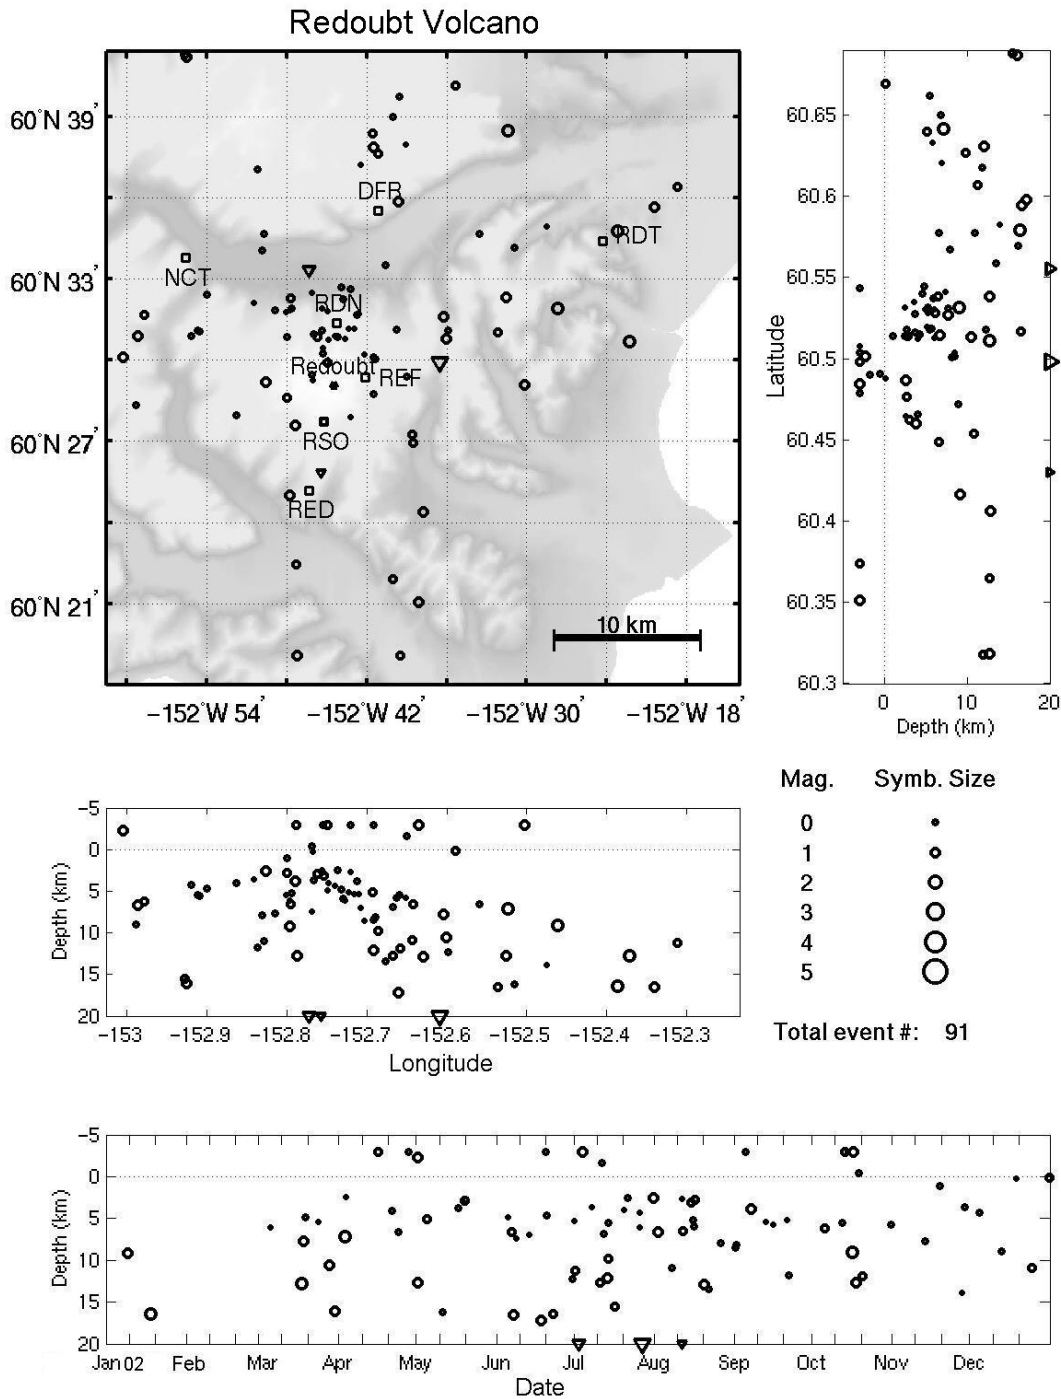 Redoubt Volcano
60°N 39'
60°N 33'
60°N 27'
60°N 21'
DFR
RDT
NCT
RDN
Redoubt
REF
RSO
RED
10 km
−152°W 54'
−152°W 42'
−152°W 30'
−152°W 18'
Latitude
60.65
60.6
60.55
60.5
60.45
60.4
60.35
60.3
0
10
20
Depth (km)
Depth (km)
−5
0
5
10
15
20
−153
−152.9
−152.8
−152.7
−152.6
−152.5
−152.4
−152.3
Longitude
Mag. Symb. Size
0
1
2
3
4
5
Total event #: 91
Depth (km)
−5
0
5
10
15
20
Jan 02 Feb Mar Apr May Jun Jul Aug Sep Oct Nov Dec
Date